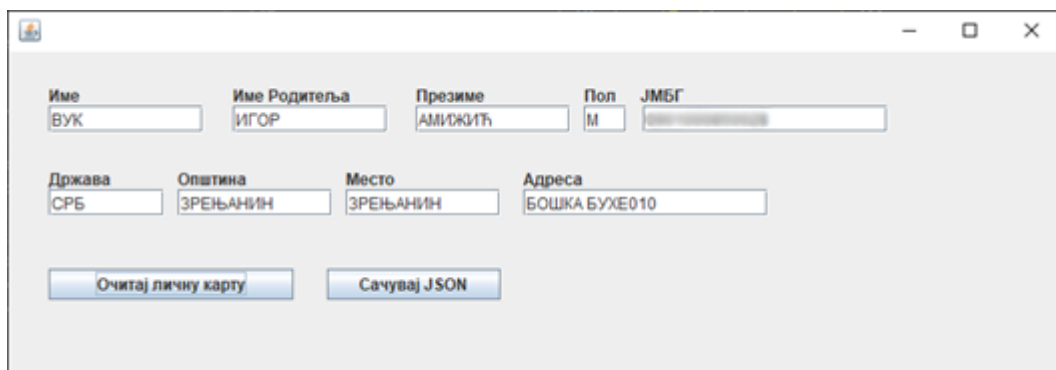 Име Име Родитеља Презиме Пол ЈМБГ
ВУК ИГОР АМИЖИЋ М
Држава Општина Место Адреса
СРБ ЗРЕЊАНИН ЗРЕЊАНИН БОШКА БУХЕ010
Очитај личну карту Сачувај JSON